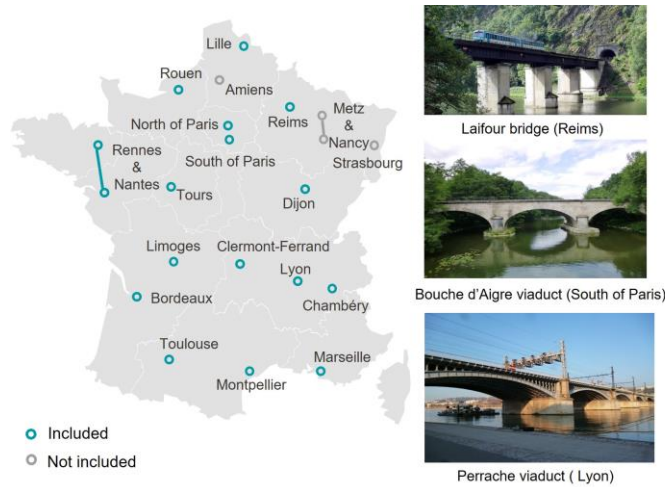 Lille
Rouen
Amiens
Reims
Metz
&
Nancy
Strasbourg
North of Paris
South of Paris
Rennes
&
Nantes
Tours
Dijon
Limoges
Clermont-Ferrand
Lyon
Chambéry
Bordeaux
Toulouse
Montpellier
Marseille
Included
Not included
Laifour bridge (Reims)
Bouche d'Aigre viaduct (South of Paris)
Perrache viaduct ( Lyon)